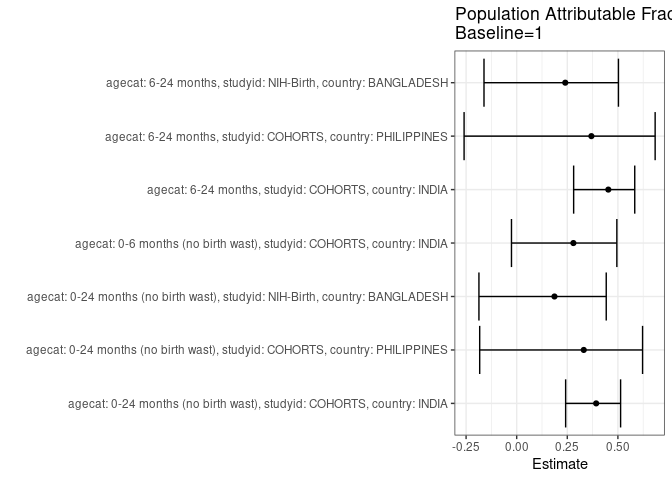 Population Attributable Frac
Baseline=1
agecat: 6-24 months, studyid: NIH-Birth, country: BANGLADESH
agecat: 6-24 months, studyid: COHORTS, country: PHILIPPINES
agecat: 6-24 months, studyid: COHORTS, country: INDIA
agecat: 0-6 months (no birth wast), studyid: COHORTS, country: INDIA
agecat: 0-24 months (no birth wast), studyid: NIH-Birth, country: BANGLADESH
agecat: 0-24 months (no birth wast), studyid: COHORTS, country: PHILIPPINES
agecat: 0-24 months (no birth wast), studyid: COHORTS, country: INDIA
-0.25 0.00 0.25 0.50
Estimate